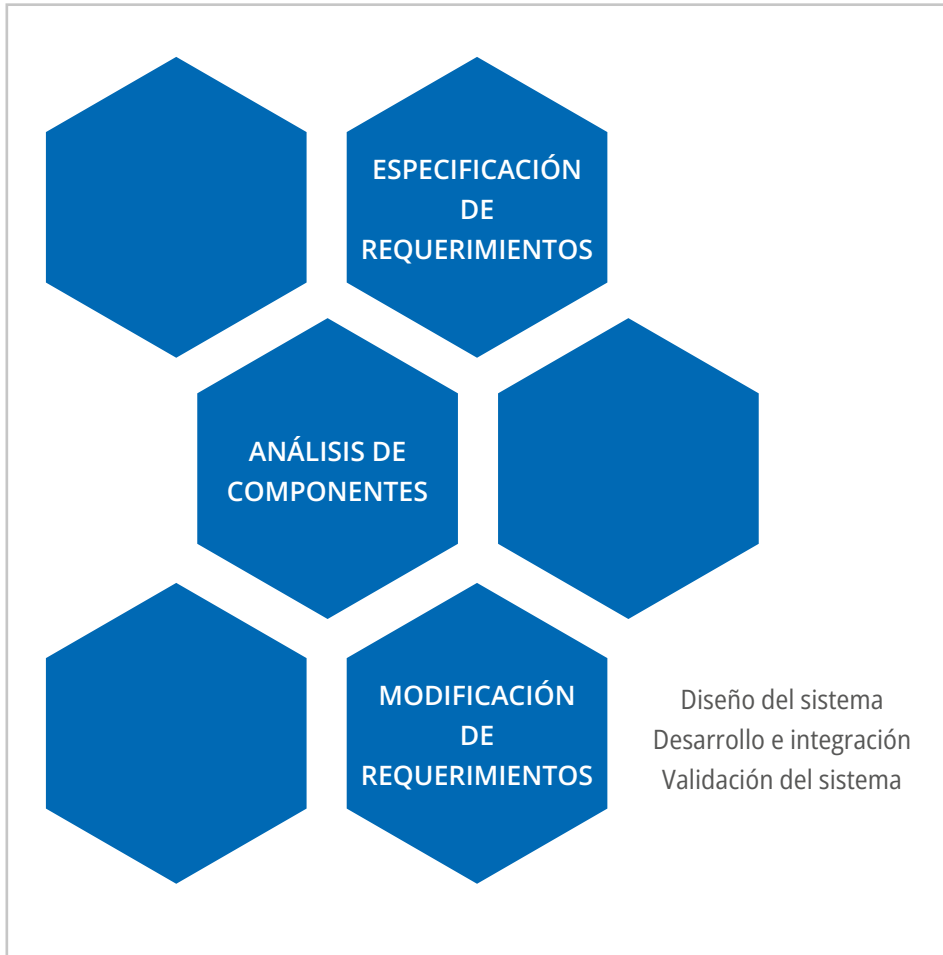 ESPECIFICACIÓN
DE
REQUERIMIENTOS
ANÁLISIS DE
COMPONENTES
MODIFICACIÓN
DE
REQUERIMIENTOS
Diseño del sistema
Desarrollo e integración
Validación del sistema